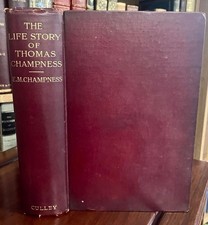 THE
LIFE STORY
OF
THOMAS
CHAMPNESS
E.M.CHAMPNESS
CULLEY